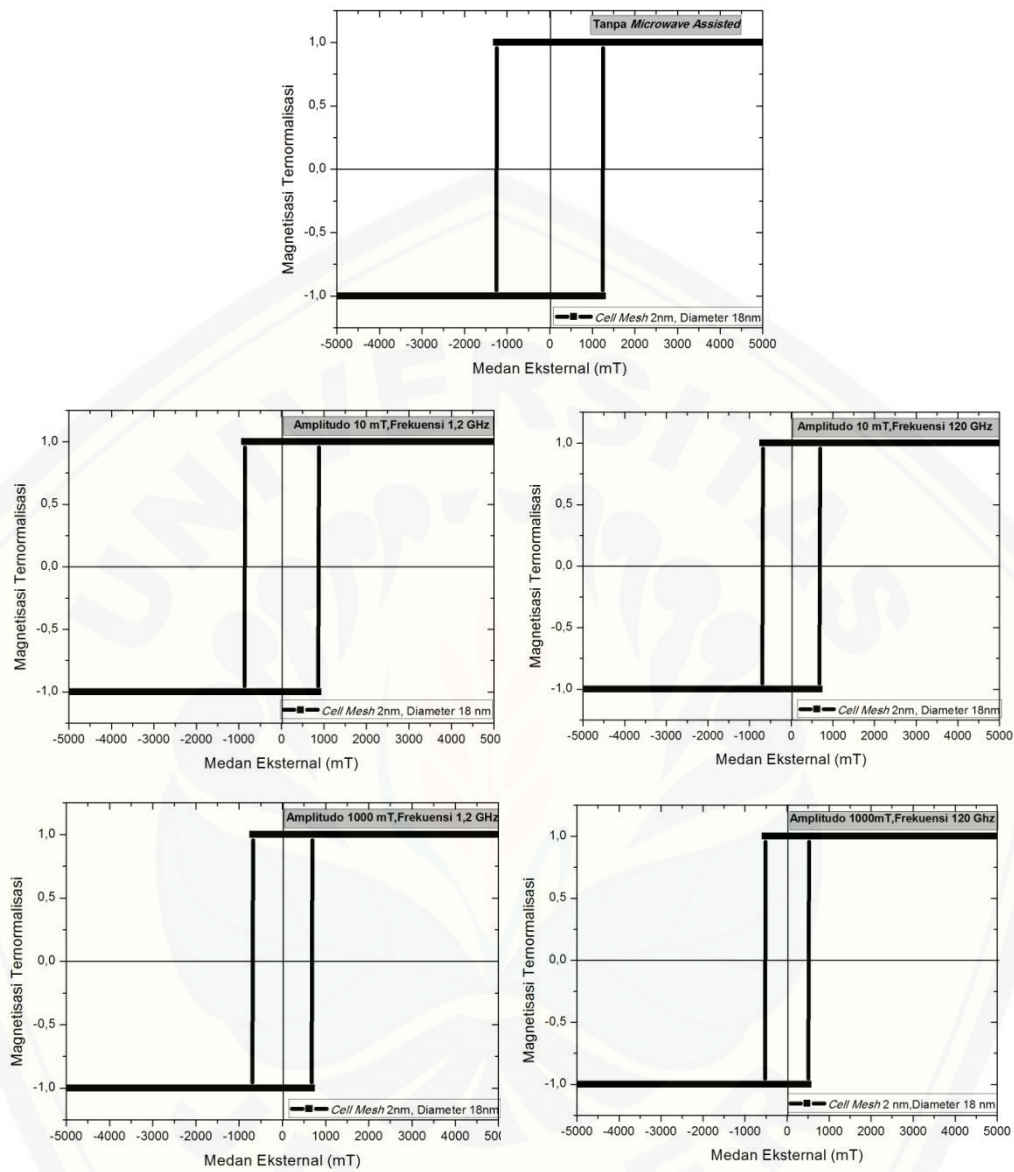 Tanpa Microwave Assisted
1,0
0,5
0,0
-0,5
-1,0
Magnetisasi Ternormalisasi
Cell Mesh 2nm, Diameter 18nm
-5000 -4000 -3000 -2000 -1000 0 1000 2000 3000 4000 5000
Medan Eksternal (mT)
Amplitudo 10 mT,Frekuensi 1,2 GHz
1,0
0,5
0,0
-0,5
-1,0
Magnetisasi Ternormalisasi
Cell Mesh 2nm, Diameter 18 nm
-5000 -4000 -3000 -2000 -1000 0 1000 2000 3000 4000 500
Medan Eksternal (mT)
Amplitudo 10 mT,Frekuensi 120 GHz
1,0
0,5
0,0
-0,5
-1,0
Magnetisasi Ternormalisasi
Cell Mesh 2nm, Diameter 18nm
-5000 -4000 -3000 -2000 -1000 0 1000 2000 3000 4000 5000
Medan Eksternal (mT)
Amplitudo 1000 mT,Frekuensi 1,2 GHz
1,0
0,5
0,0
-0,5
-1,0
Magnetisasi Ternormalisasi
Cell Mesh 2nm, Diameter 18nm
-5000 -4000 -3000 -2000 -1000 0 1000 2000 3000 4000 500
Medan Eksternal (mT)
Amplitudo 1000mT,Frekuensi 120 Ghz
1,0
0,5
0,0
-0,5
-1,0
Magnetisasi Ternormalisasi
Cell Mesh 2 nm,Diameter 18 nm
-5000 -4000 -3000 -2000 -1000 0 1000 2000 3000 4000 5000
Medan Eksternal (mT)
UNIVERSITAS